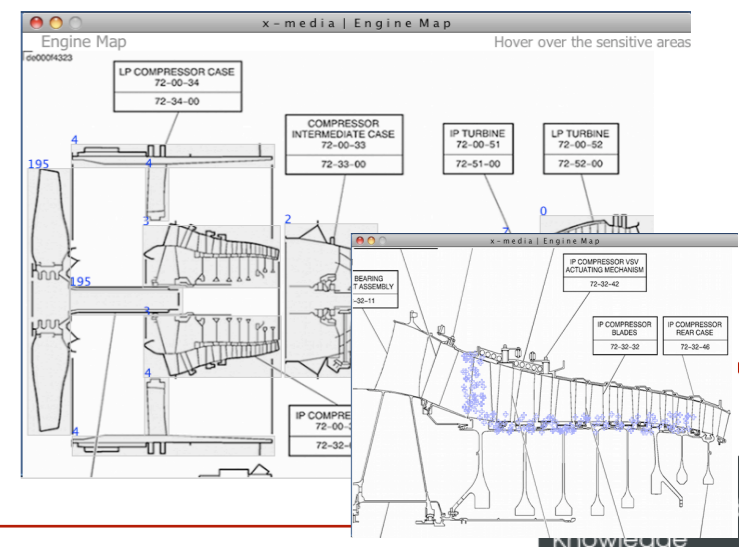 x - media | Engine Map
Engine Map
Hover over the sensitive areas
de000f4323
LP COMPRESSOR CASE
72-00-34
72-34-00
COMPRESSOR
INTERMEDIATE CASE
72-00-33
72-33-00
IP TURBINE
72-00-51
72-51-00
LP TURBINE
72-00-52
72-52-00
4
195
4
3
2
0
195
3
4
4
IP COMPRE
72-00-
72-32-
x - media | Engine Map
BEARING
T ASSEMBLY
-32-11
IP COMPRESSOR VSV
ACTUATING MECHANISM
72-32-42
IP COMPRESSOR
BLADES
72-32-32
IP COMPRESSOR
REAR CASE
72-32-46
Knowledge